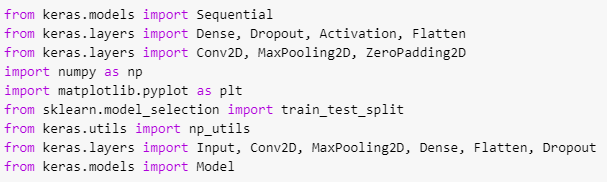 from keras.models import Sequential
from keras.layers import Dense, Dropout, Activation, Flatten
from keras.layers import Conv2D, MaxPooling2D, ZeroPadding2D
import numpy as np
import matplotlib.pyplot as plt
from sklearn.model_selection import train_test_split
from keras.utils import np_utils
from keras.layers import Input, Conv2D, MaxPooling2D, Dense, Flatten, Dropout
from keras.models import Model